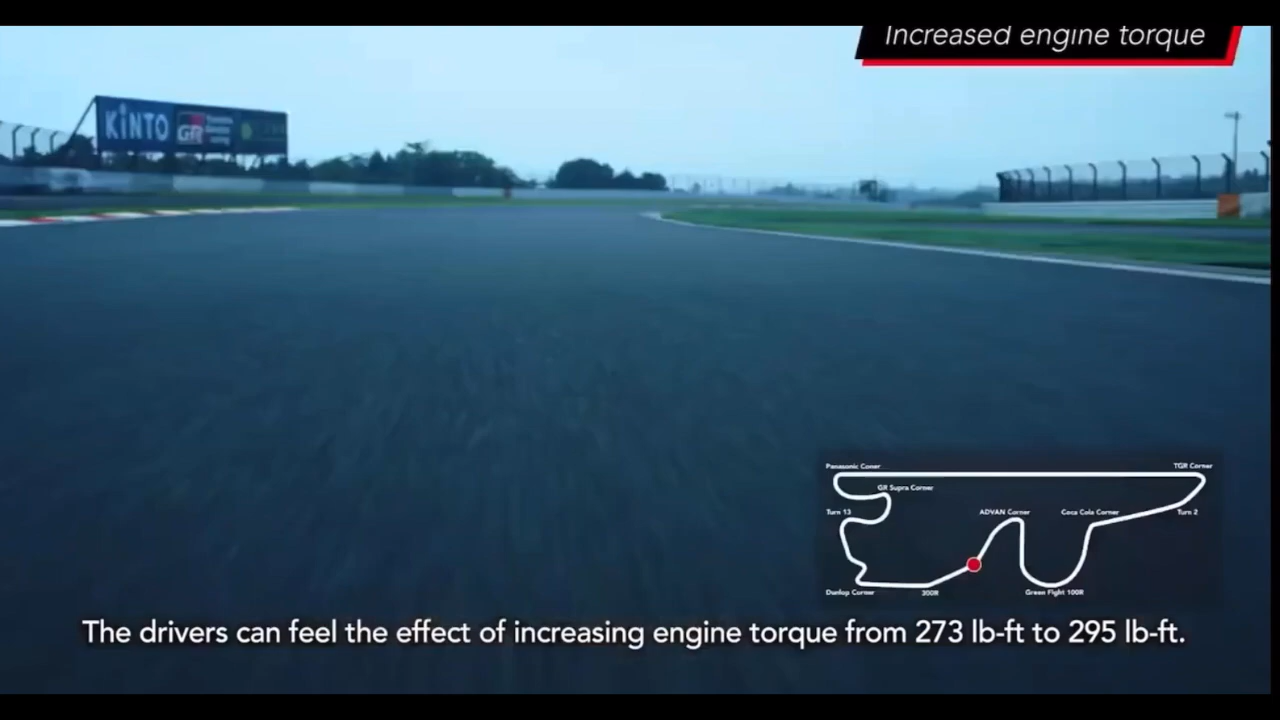 Increased engine torque
KINTO
GR
Panasonic Coner
TGR Corner
GR Supra Corner
Turn 13
ADVAN Corner
Coca Cola Corner
Turn 2
Dunlop Corner
300R
Green Fight 100R
The drivers can feel the effect of increasing engine torque from 273 lb-ft to 295 lb-ft.